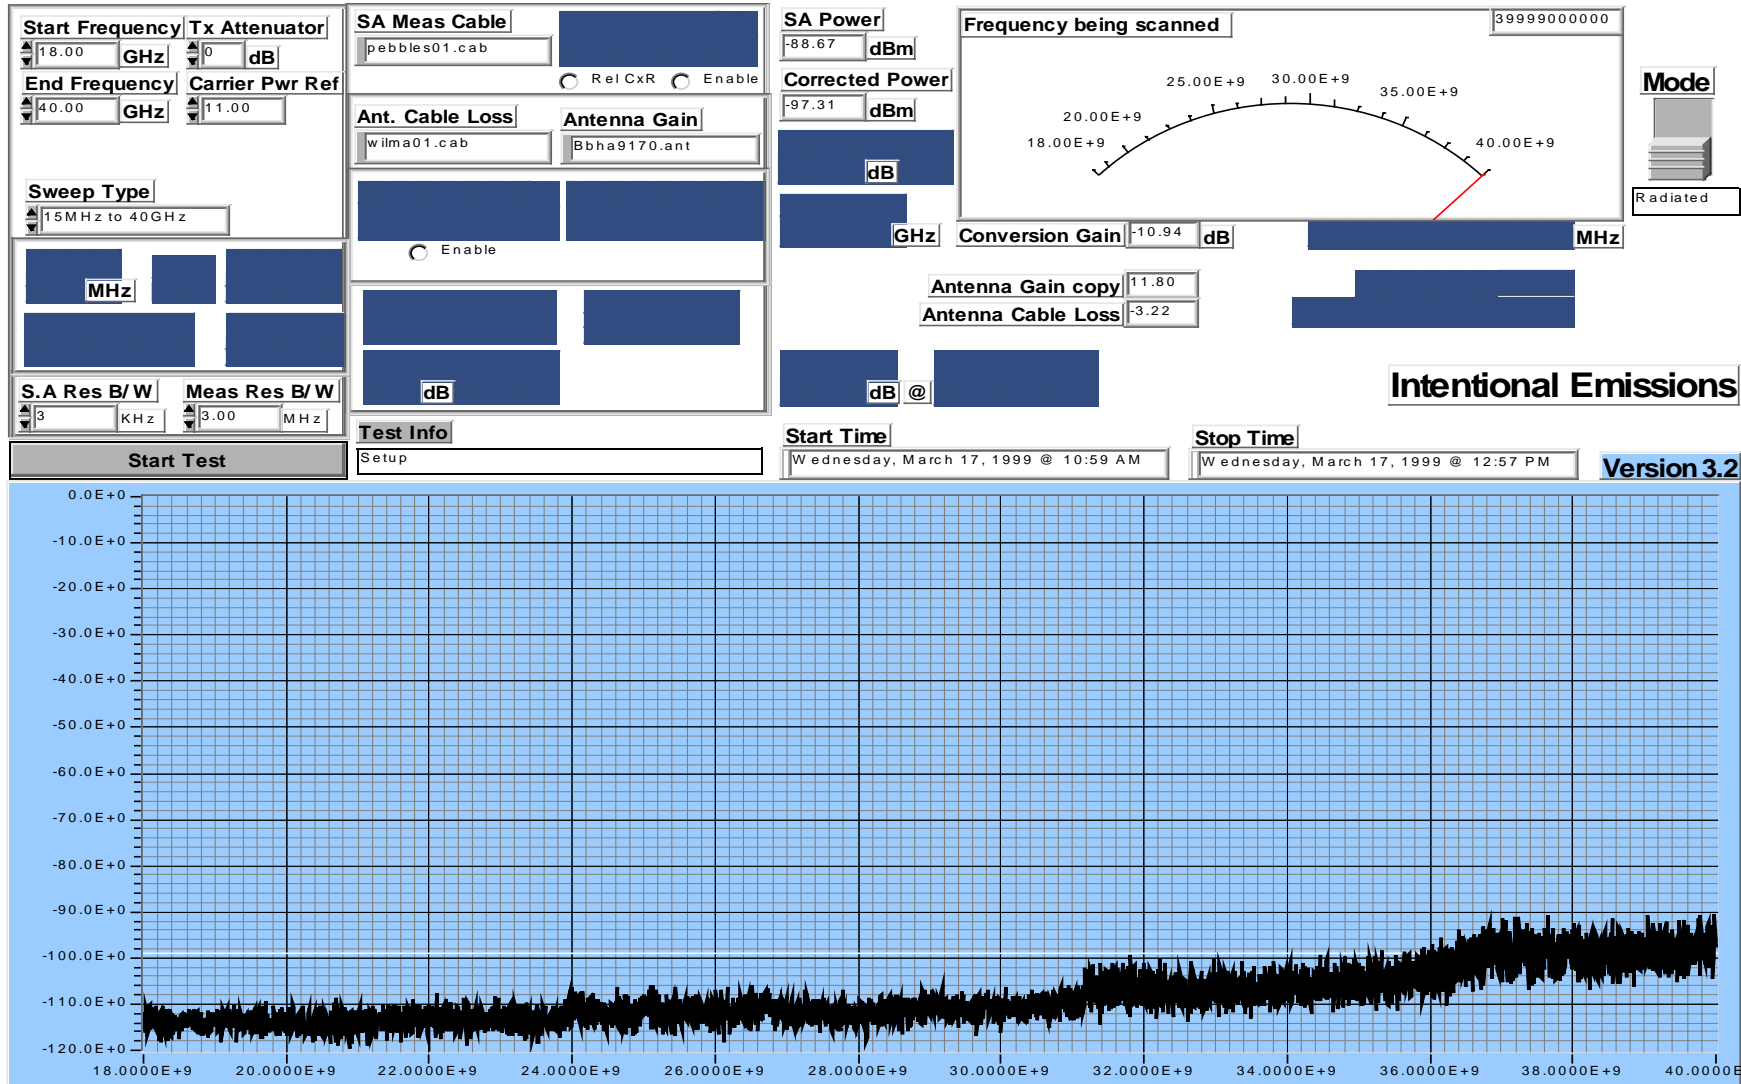 Start Frequency
18.00 GHz
Tx Attenuator
0 dB
End Frequency
40.00 GHz
Carrier Pwr Ref
11.00
Sweep Type
15MHz to 40GHz
MHz
S.A Res B/W
3 KHz
Meas Res B/W
3.00 MHz
Start Test
SA Meas Cable
pebbles01.cab
Rel CxR
Enable
Ant. Cable Loss
wilma01.cab
Antenna Gain
Bbha9170.ant
Enable
dB
Test Info
Setup
SA Power
-88.67 dBm
Corrected Power
-97.31 dBm
dB
GHz
Frequency being scanned
39999000000
18.00E+9
20.00E+9
25.00E+9
30.00E+9
35.00E+9
40.00E+9
Mode
Radiated
Conversion Gain -10.94 dB
MHz
Antenna Gain copy 11.80
Antenna Cable Loss -3.22
dB @
Intentional Emissions
Start Time
Wednesday, March 17, 1999 @ 10:59 AM
Stop Time
Wednesday, March 17, 1999 @ 12:57 PM
Version 3.2
0.0E+0
-10.0E+0
-20.0E+0
-30.0E+0
-40.0E+0
-50.0E+0
-60.0E+0
-70.0E+0
-80.0E+0
-90.0E+0
-100.0E+0
-110.0E+0
-120.0E+0
18.0000E+9 20.0000E+9 22.0000E+9 24.0000E+9 26.0000E+9 28.0000E+9 30.0000E+9 32.0000E+9 34.0000E+9 36.0000E+9 38.0000E+9 40.0000E